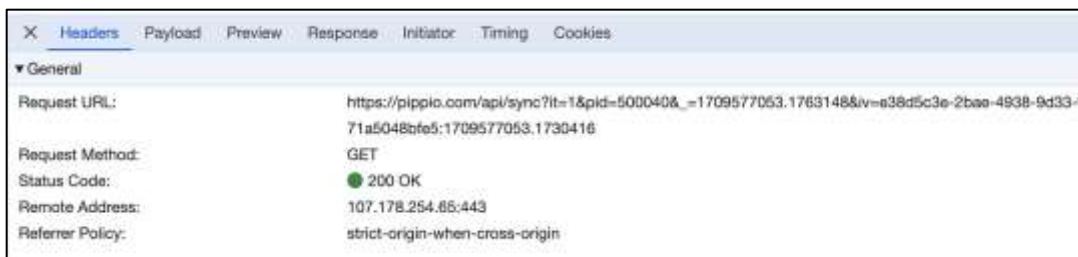 × Headers Payload Preview Response Initiator Timing Cookies
▼ General
Request URL: https://pippio.com/api/sync?it=1&pid=500040&_=1709577053.1763148&iv=e38d5c3e-2bae-4938-9d33-
71a5048bfe5:1709577053.1730416
Request Method: GET
Status Code: 200 OK
Remote Address: 107.178.254.65:443
Referrer Policy: strict-origin-when-cross-origin